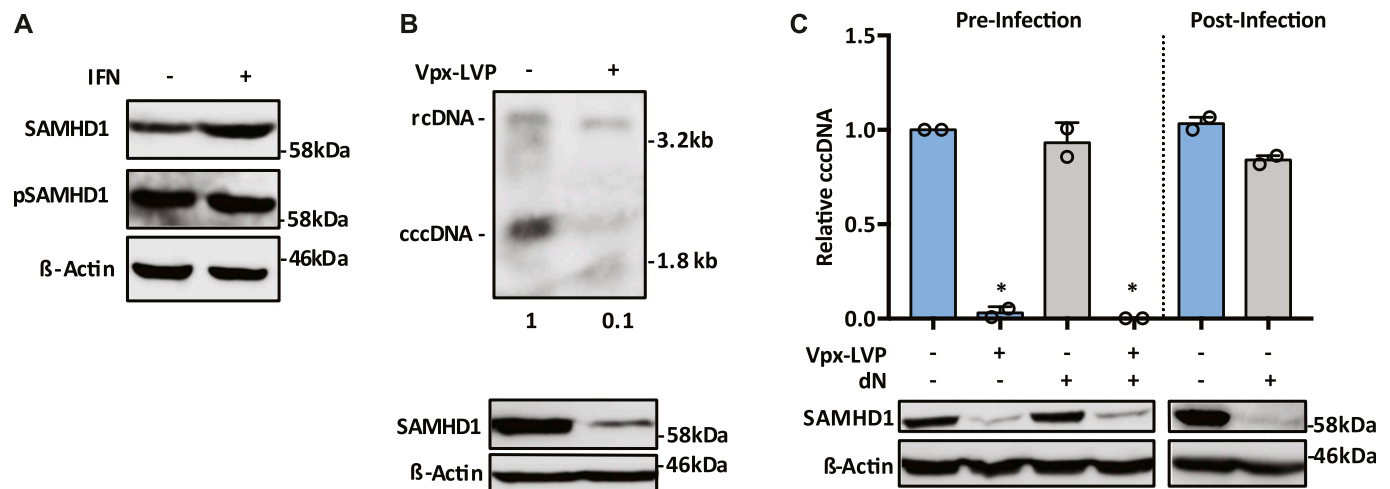 A
IFN - +
SAMHD1
-58kDa
pSAMHD1
-58kDa
ß-Actin
-46kDa
B
Vpx-LVP - +
rcDNA -
-3.2kb
cccDNA -
-1.8 kb
1 0.1
SAMHD1
-58kDa
ß-Actin
-46kDa
C
Pre-Infection Post-Infection
Relative cccDNA
1.5
1.0
0.5
0.0
* *
Vpx-LVP - + - + - -
dN - - + + - +
SAMHD1
-58kDa
ß-Actin
-46kDa